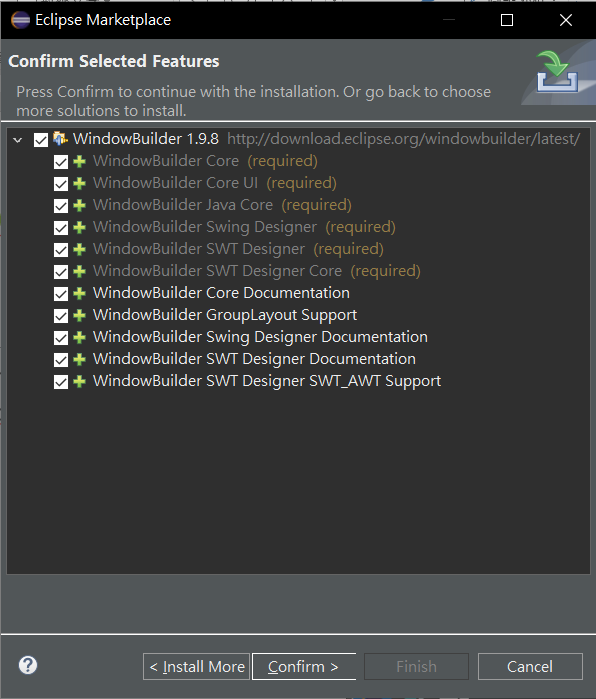 Eclipse Marketplace
Confirm Selected Features
Press Confirm to continue with the installation. Or go back to choose
more solutions to install.
WindowBuilder 1.9.8 http://download.eclipse.org/windowbuilder/latest/
WindowBuilder Core (required)
WindowBuilder Core UI (required)
WindowBuilder Java Core (required)
WindowBuilder Swing Designer (required)
WindowBuilder SWT Designer (required)
WindowBuilder SWT Designer Core (required)
WindowBuilder Core Documentation
WindowBuilder GroupLayout Support
WindowBuilder Swing Designer Documentation
WindowBuilder SWT Designer Documentation
WindowBuilder SWT Designer SWT_AWT Support
? < Install More Confirm > Finish Cancel